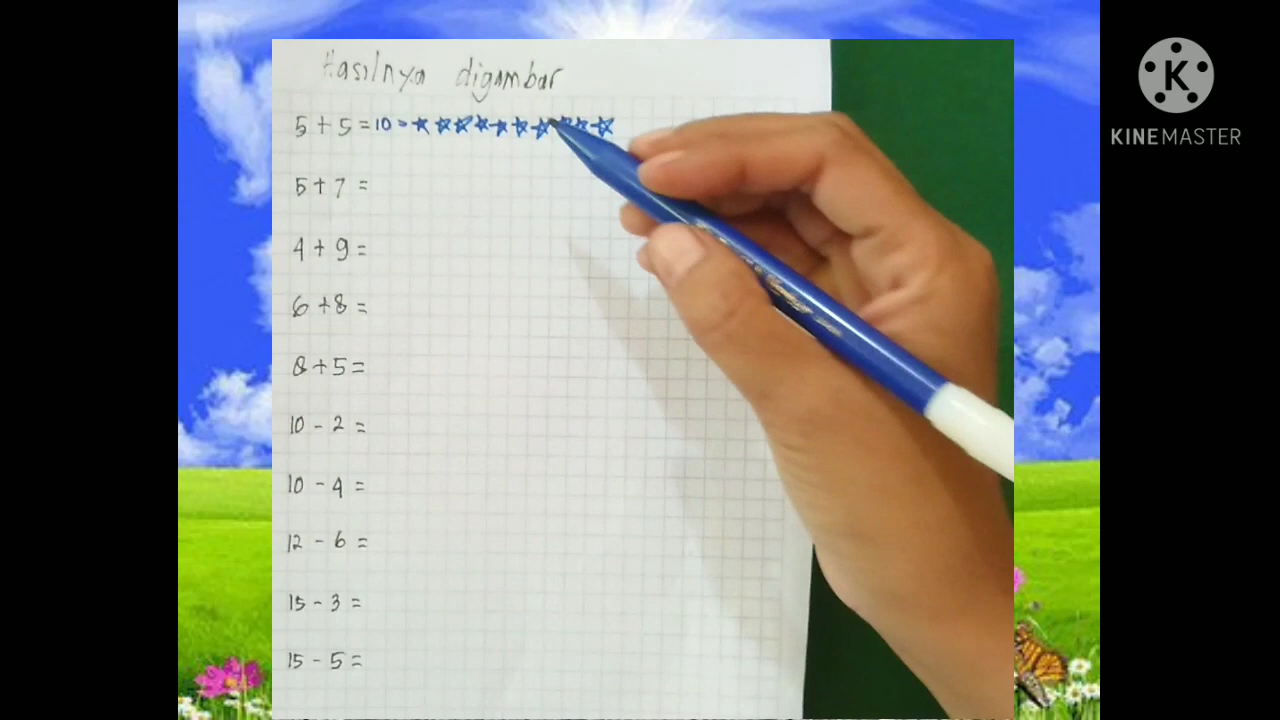 Hasilnya digambar
5 + 5 = 10 =
5 + 7 =
4 + 9 =
6 + 8 =
8 + 5 =
10 - 2 =
10 - 4 =
12 - 6 =
15 - 3 =
15 - 5 =
K
KINEMASTER